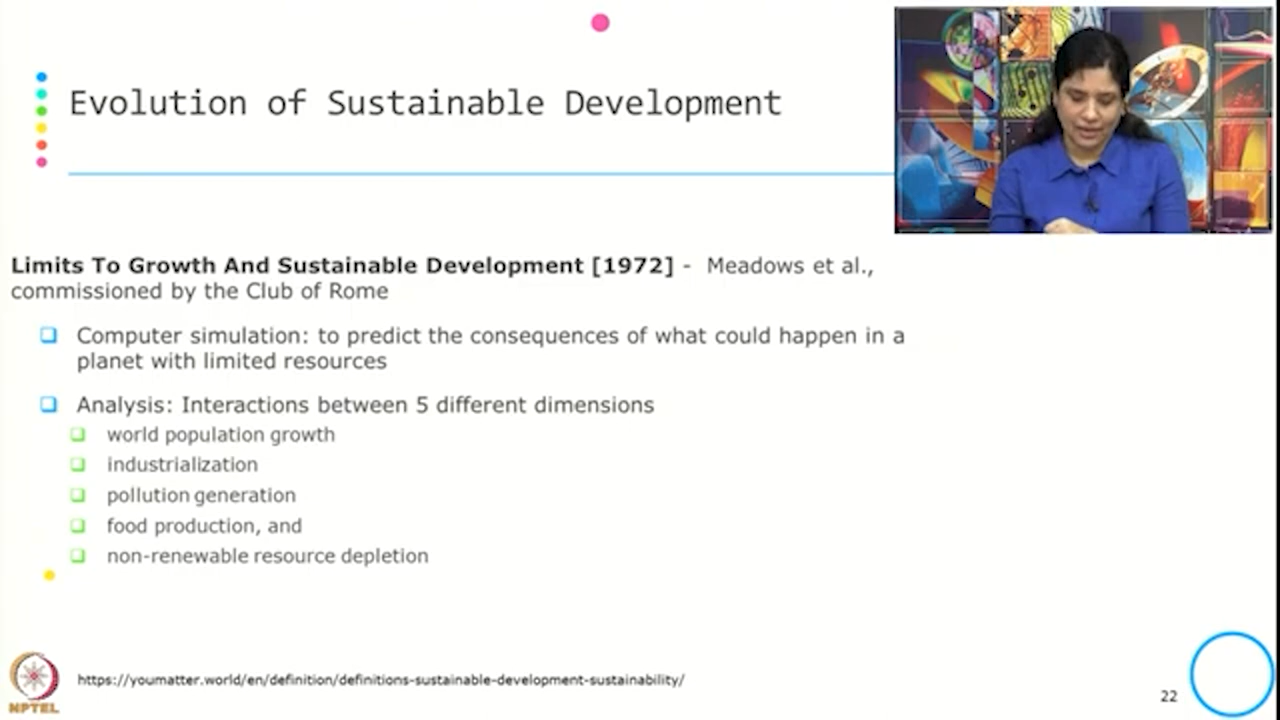 Evolution of Sustainable Development
Limits To Growth And Sustainable Development [1972] - Meadows et al.,
commissioned by the Club of Rome
Computer simulation: to predict the consequences of what could happen in a
planet with limited resources
Analysis: Interactions between 5 different dimensions
world population growth
industrialization
pollution generation
food production, and
non-renewable resource depletion
NPTEL
https://youmatter.world/en/definition/definitions-sustainable-development-sustainability/
22